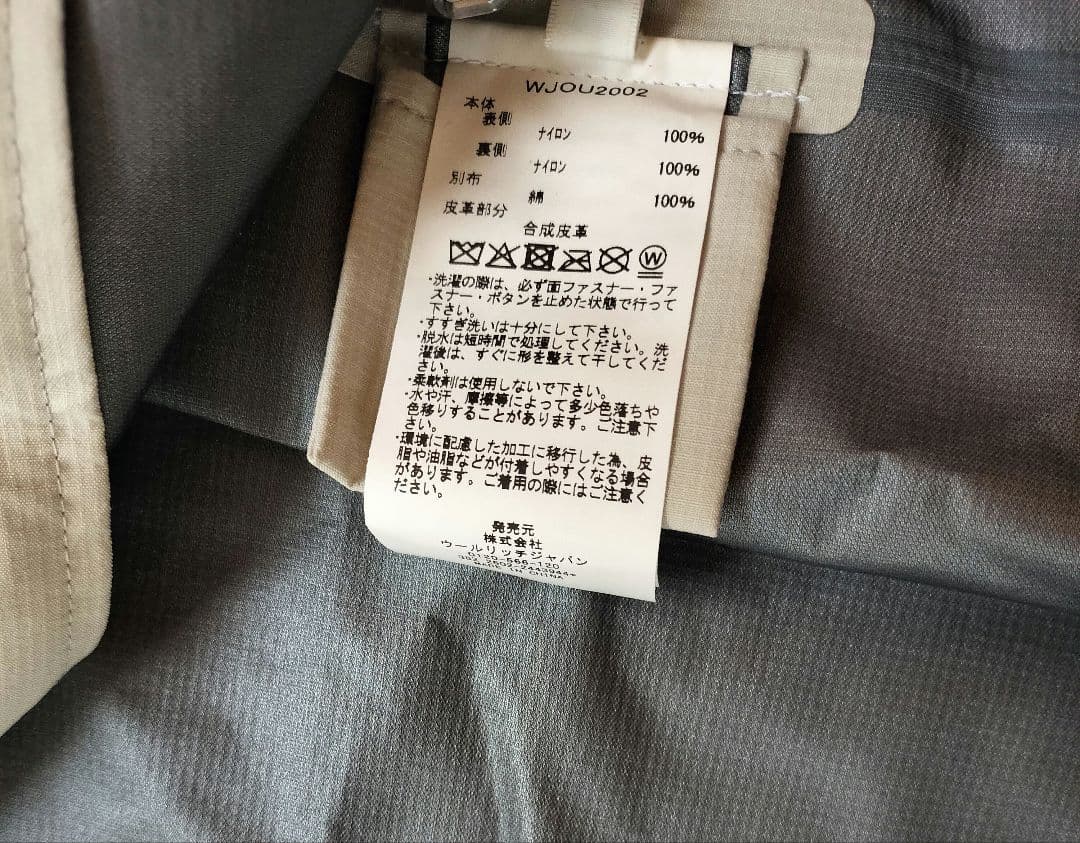 WJOU2002
本体
表側
ナイロン 100%
裏側
ナイロン 100%
別布
綿 100%
皮革部分
合成皮革
W
・洗濯の際は、必ず面ファスナー・ファ
スナー・ボタンを止めた状態で行って
下さい。
・すすぎ洗いは十分にして下さい。
・脱水は短時間で処理してください。洗
濯後は、すぐに形を整えて干してくだ
さい。
・柔軟剤は使用しないで下さい。
・水や汗、摩擦等によって多少色落ちや
色移りすることがあります。ご注意下
さい。
・環境に配慮した加工に移行した為、皮
脂や油脂などが付着しやすくなる場合
があります。ご着用の際にはご注意く
ださい。
発売元
株式会社
ウールリッチジャパン
0120-566-120
MADE IN CHINA